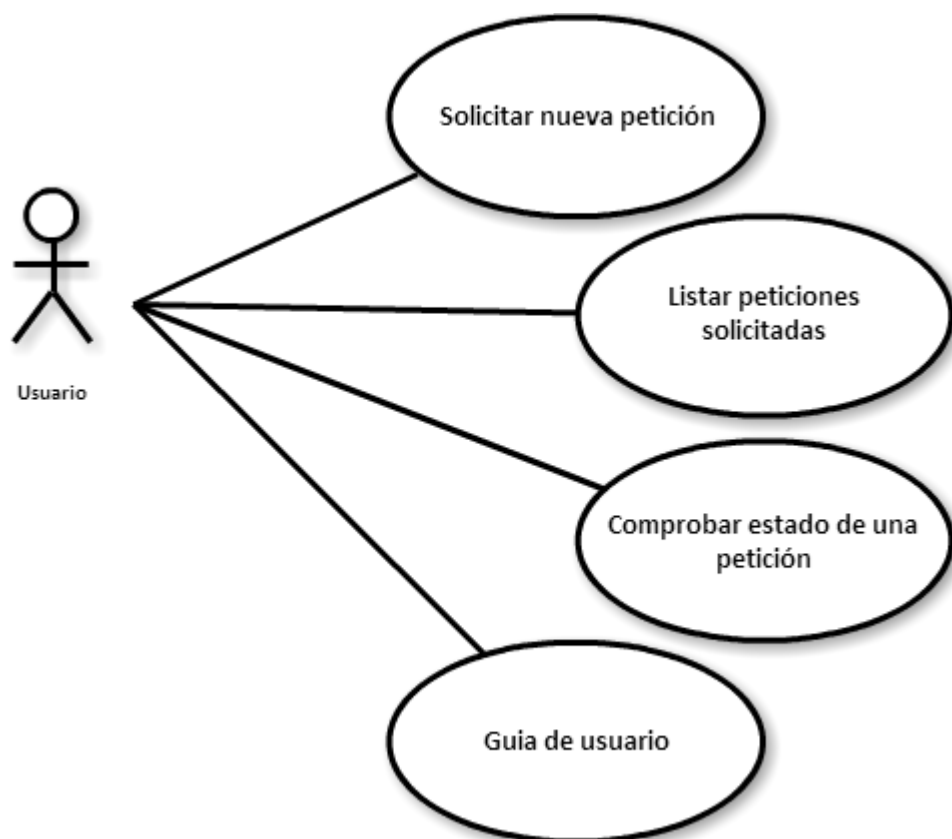 Solicitar nueva petición
Listar peticiones
solicitadas
Usuario
Comprobar estado de una
petición
Guia de usuario